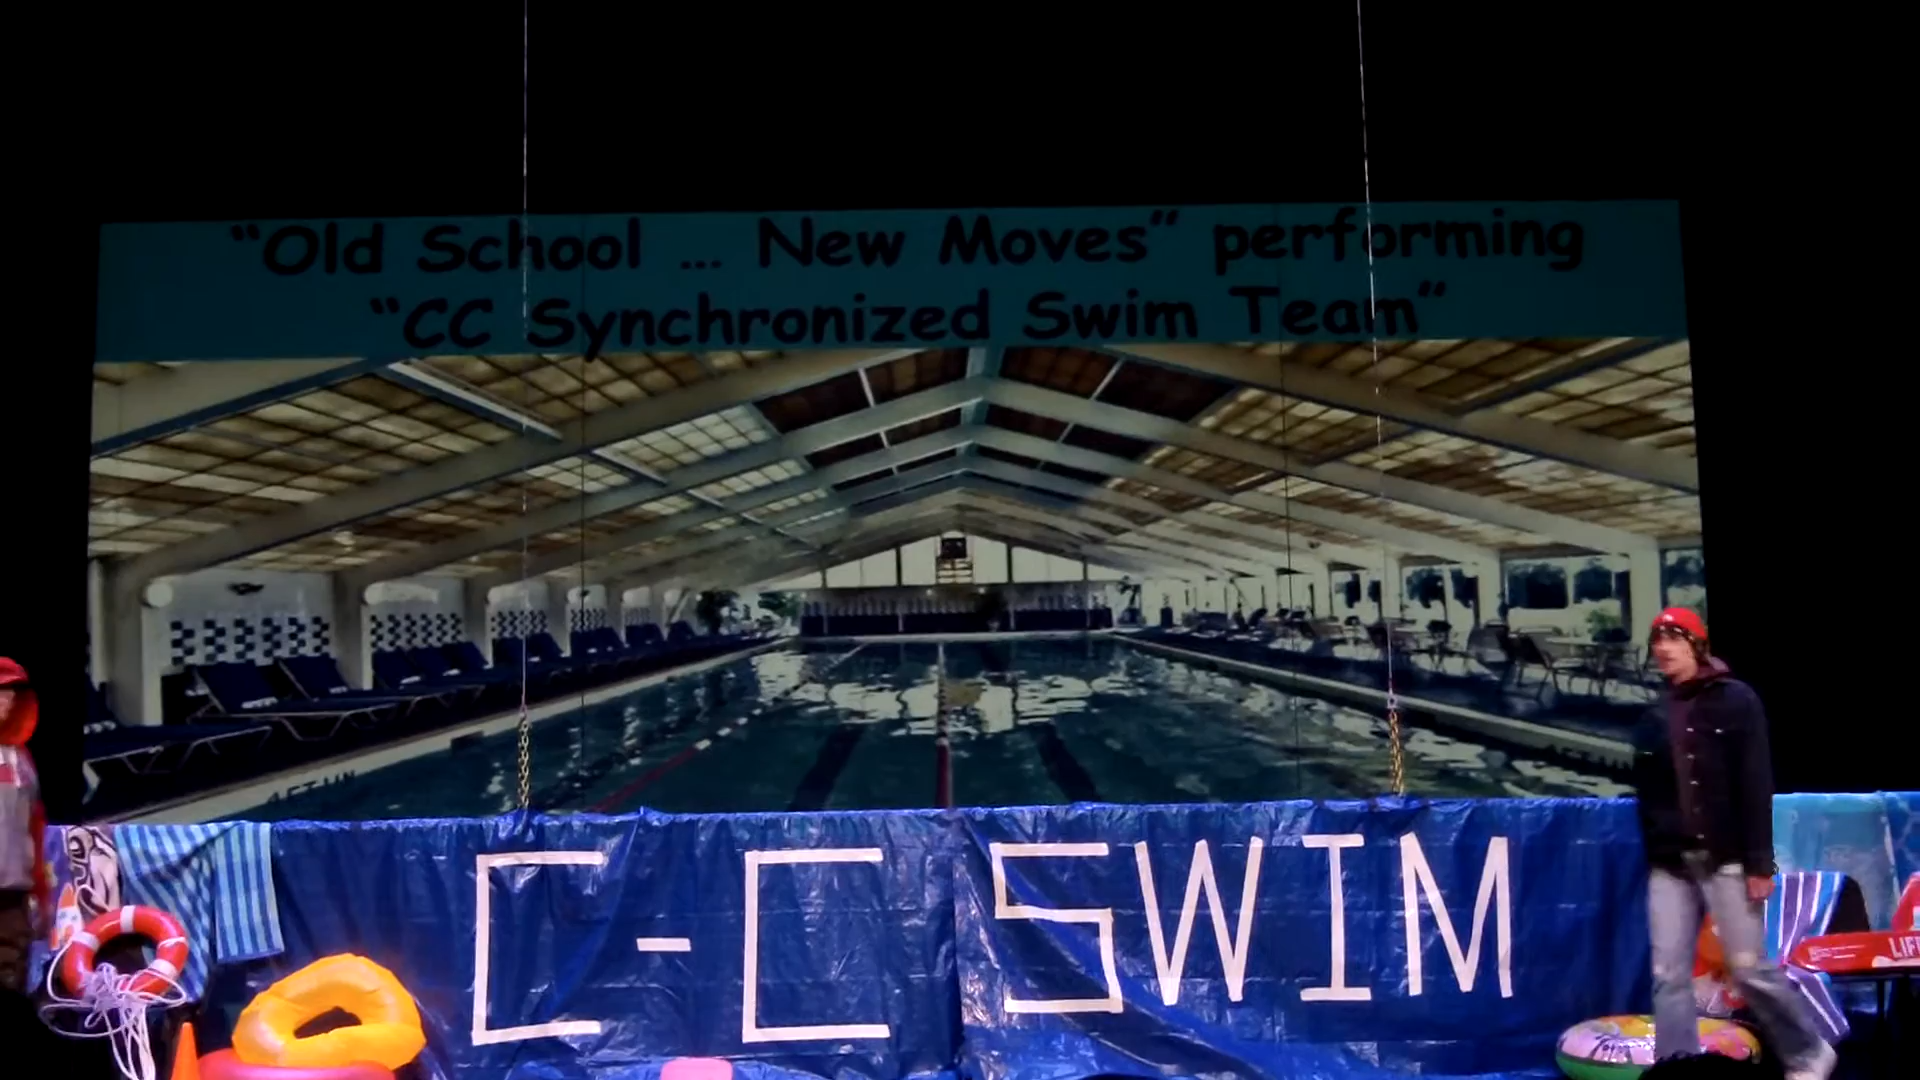 “Old School ... New Moves” performing
“CC Synchronized Swim Team”
C-C SWIM